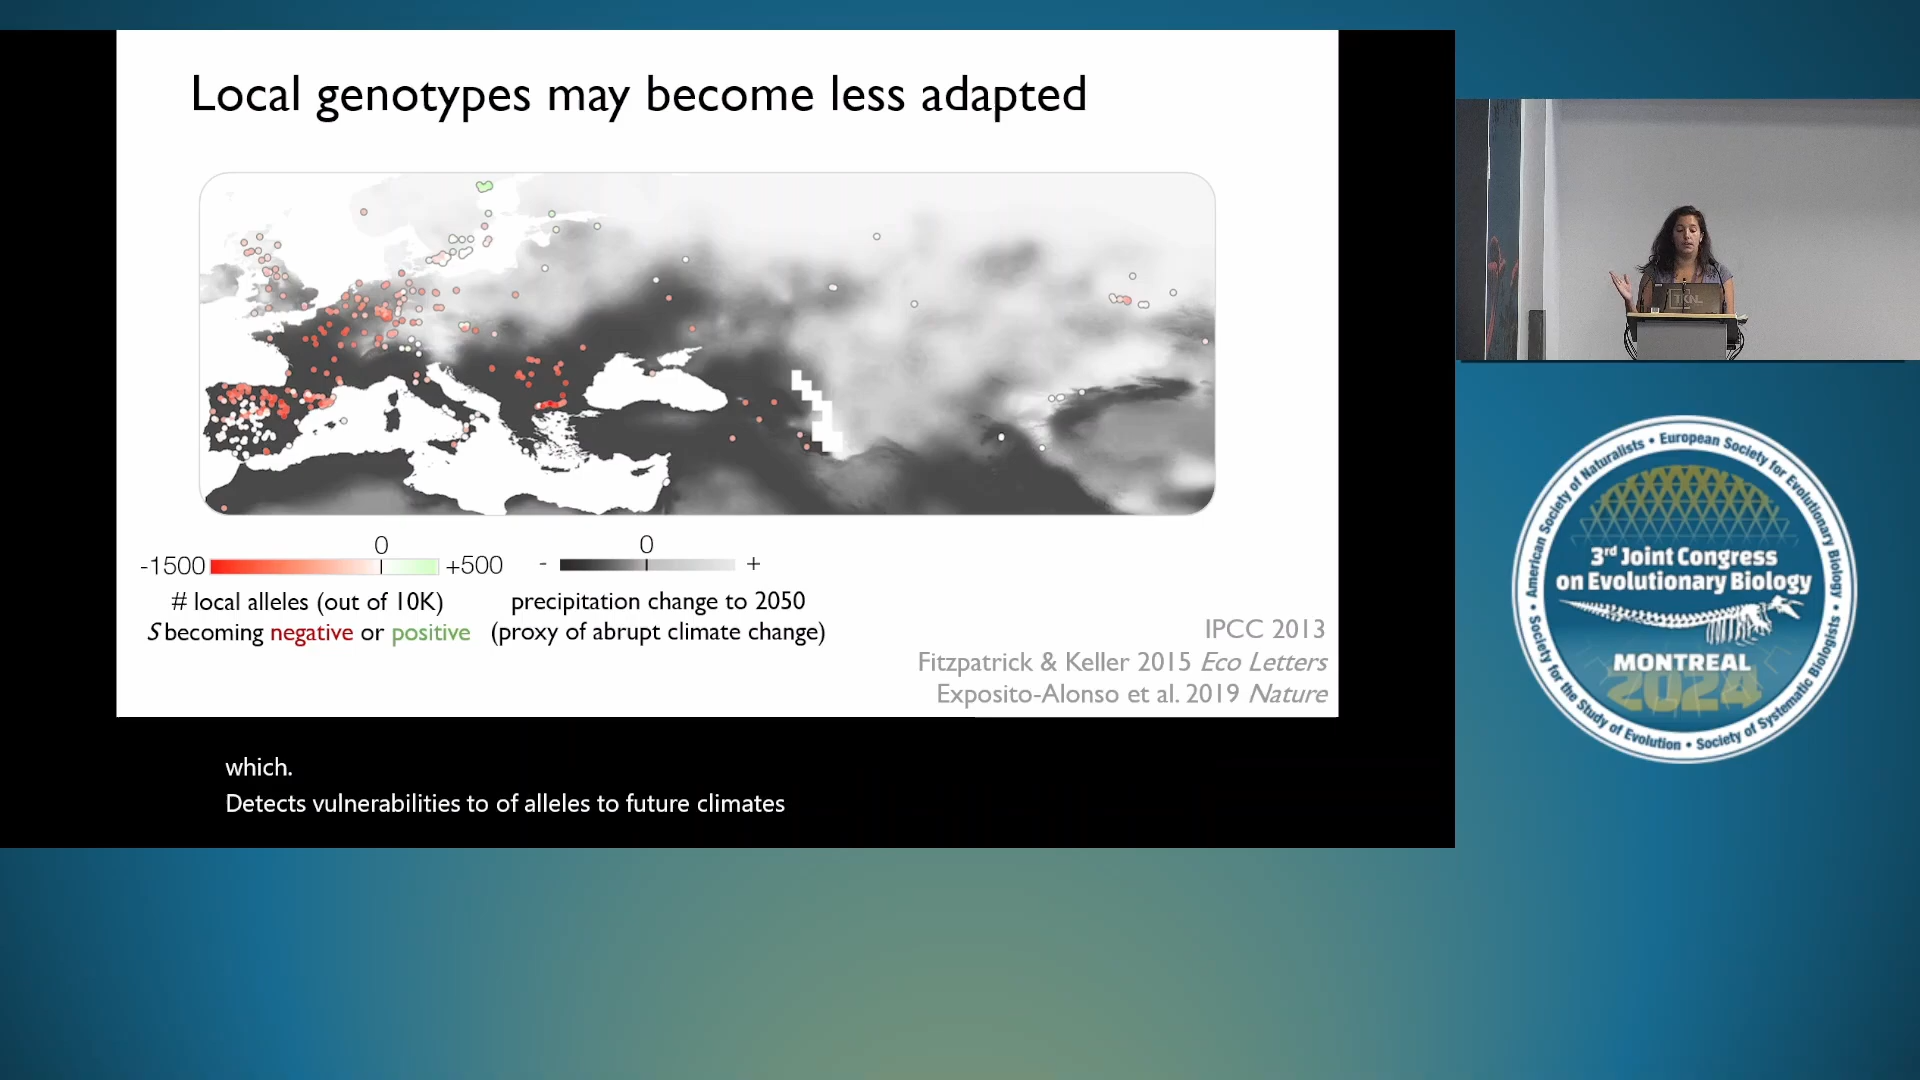 Local genotypes may become less adapted
0
-1500
+500
# local alleles (out of 10K)
S becoming negative or positive
0
-
+
precipitation change to 2050
(proxy of abrupt climate change)
IPCC 2013
Fitzpatrick & Keller 2015 Eco Letters
Exposito-Alonso et al. 2019 Nature
which.
Detects vulnerabilities to of alleles to future climates
American Society of Naturalists • European Society for Evolutionary Biology
• Society for the Study of Evolution • Society of Systematic Biologists •
3rd Joint Congress
on Evolutionary Biology
MONTREAL
2024